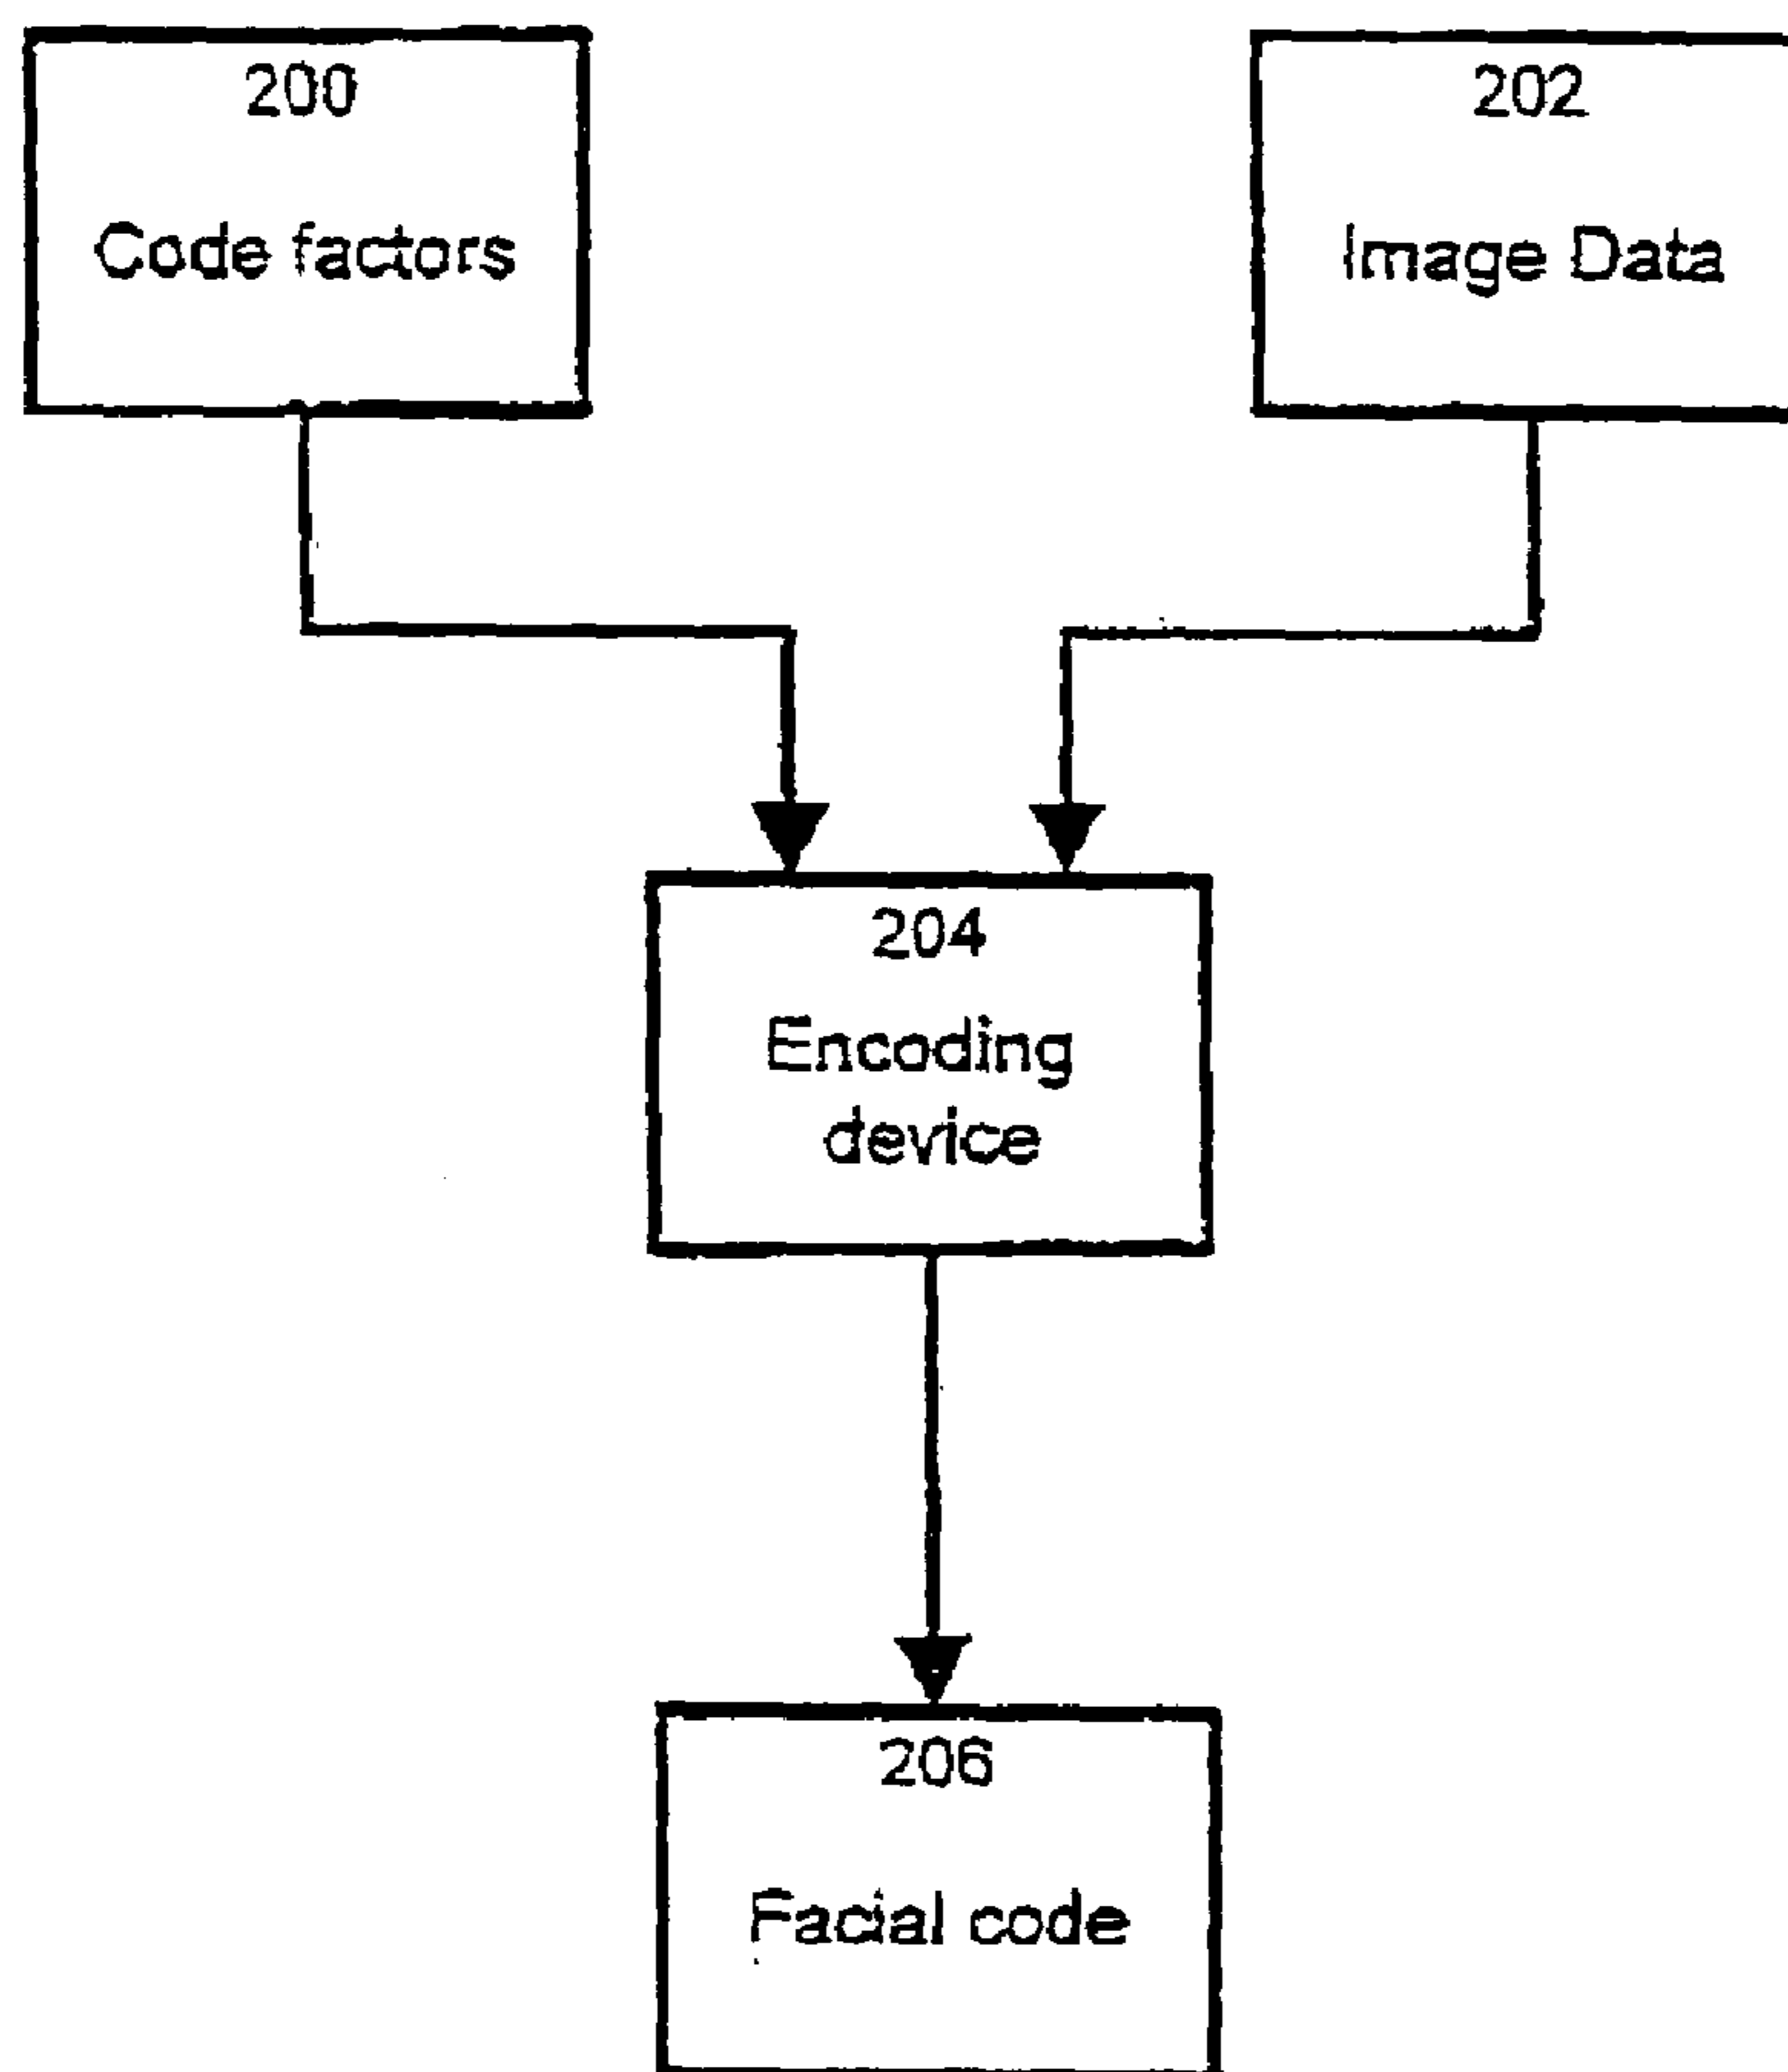 200
Code factors
202
Image Data
204
Encoding
device
206
Facial code